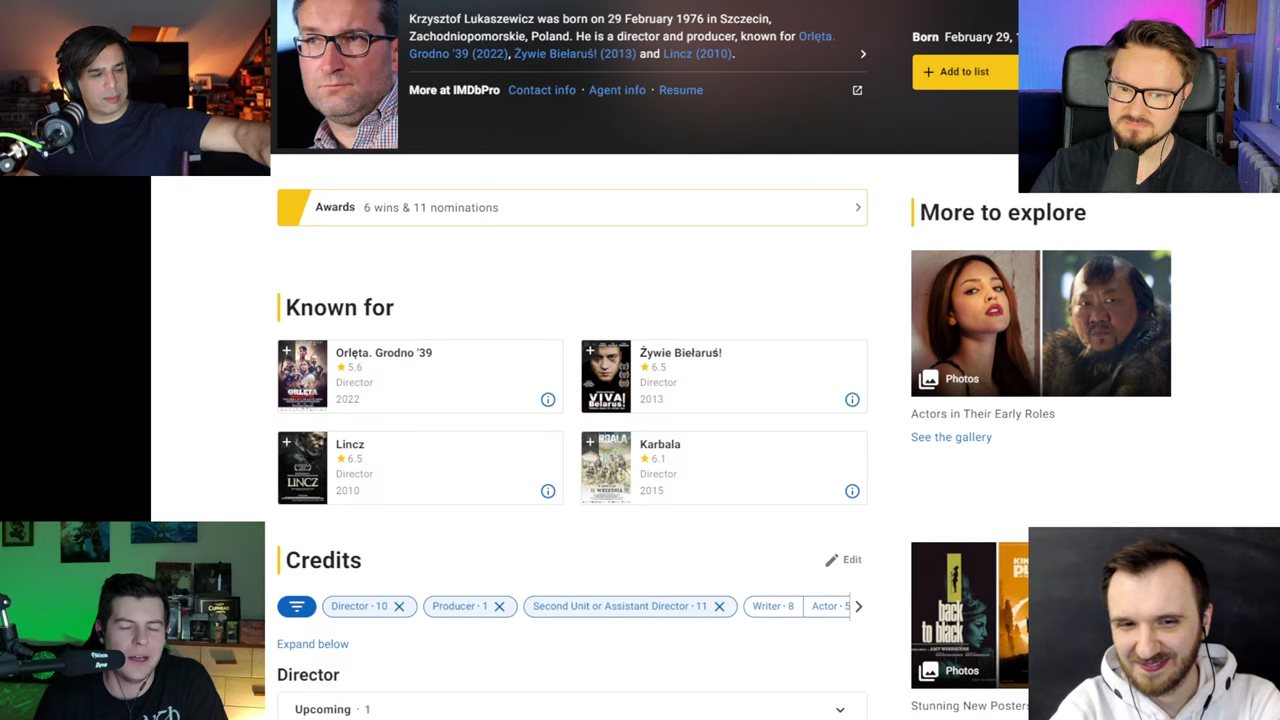 Krzysztof Lukaszewicz was born on 29 February 1976 in Szczecin,
Zachodniopomorskie, Poland. He is a director and producer, known for Orlęta.
Grodno '39 (2022), Żywie Biełaruś! (2013) and Lincz (2010).
More at IMDbPro Contact info · Agent info · Resume
Born February 29,
Add to list
Awards 6 wins & 11 nominations
More to explore
Photos
Actors in Their Early Roles
See the gallery
Known for
Orlęta. Grodno '39
5.6
Director
2022
ORLĘTA
Żywie Biełaruś!
6.5
Director
2013
VIVA!
Belarus!
Lincz
6.5
Director
2010
LINCZ
Karbala
6.1
Director
2015
Credits
Edit
Director · 10
Producer · 1
Second Unit or Assistant Director · 11
Writer · 8
Actor · 5
Expand below
Director
Upcoming · 1
back
to black
Photos
Stunning New Posters
CUPHEAD